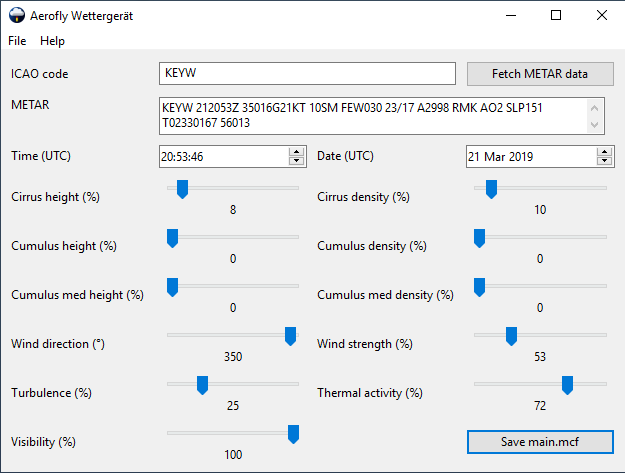 Aerofly Wettergerät
File Help
ICAO code KEYW Fetch METAR data
METAR KEYW 212053Z 35016G21KT 10SM FEW030 23/17 A2998 RMK AO2 SLP151
T02330167 56013
Time (UTC) 20:53:46 Date (UTC) 21 Mar 2019
Cirrus height (%) 8 Cirrus density (%) 10
Cumulus height (%) 0 Cumulus density (%) 0
Cumulus med height (%) 0 Cumulus med density (%) 0
Wind direction (°) 350 Wind strength (%) 53
Turbulence (%) 25 Thermal activity (%) 72
Visibility (%) 100 Save main.mcf